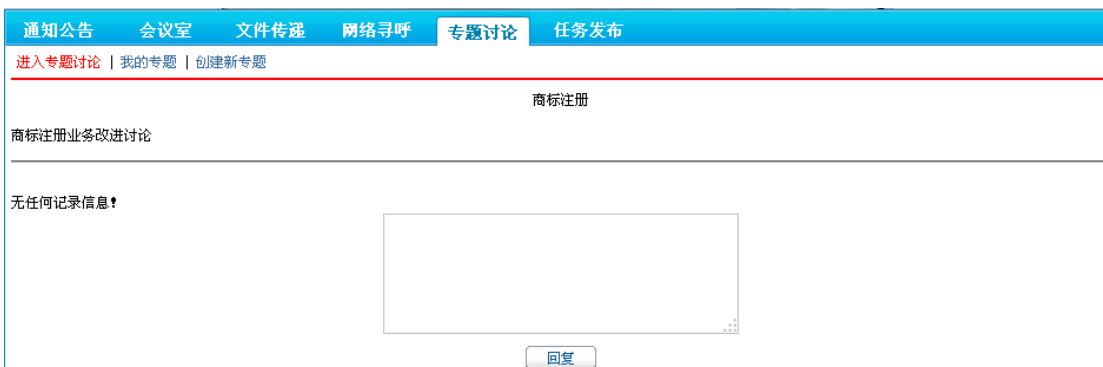 通知公告 会议室 文件传递 网络寻呼 专题讨论 任务发布
进入专题讨论 | 我的专题 | 创建新专题
商标注册
商标注册业务改进讨论
无任何记录信息!
回复